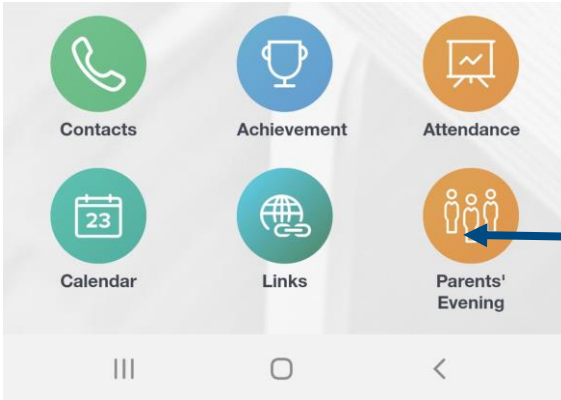 Contacts
Achievement
Attendance
23
Calendar
Links
Parents'
Evening